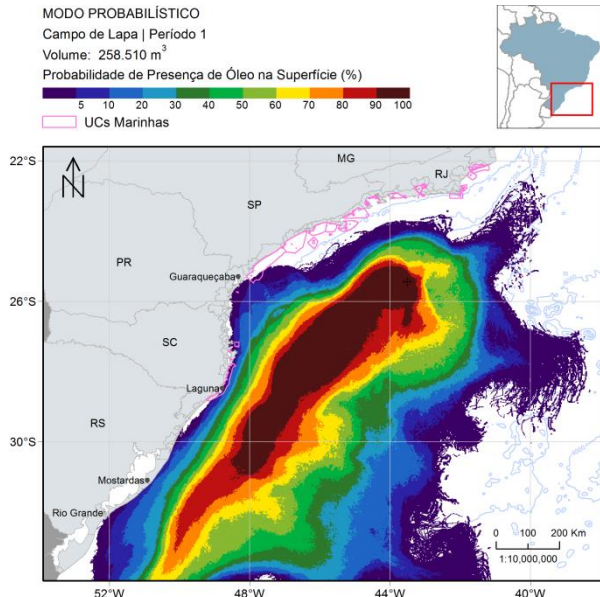 MODO PROBABILÍSTICO
Campo de Lapa | Período 1
Volume: 258.510 m³
Probabilidade de Presença de Óleo na Superfície (%)
5 10 20 30 40 50 60 70 80 90 100
UCs Marinhas
22°S
N
MG
RJ
SP
PR
Guaraqueçaba
26°S
SC
Laguna
RS
30°S
Mostardas
Rio Grande
0 100 200 Km
1:10,000,000
52°W 48°W 44°W 40°W